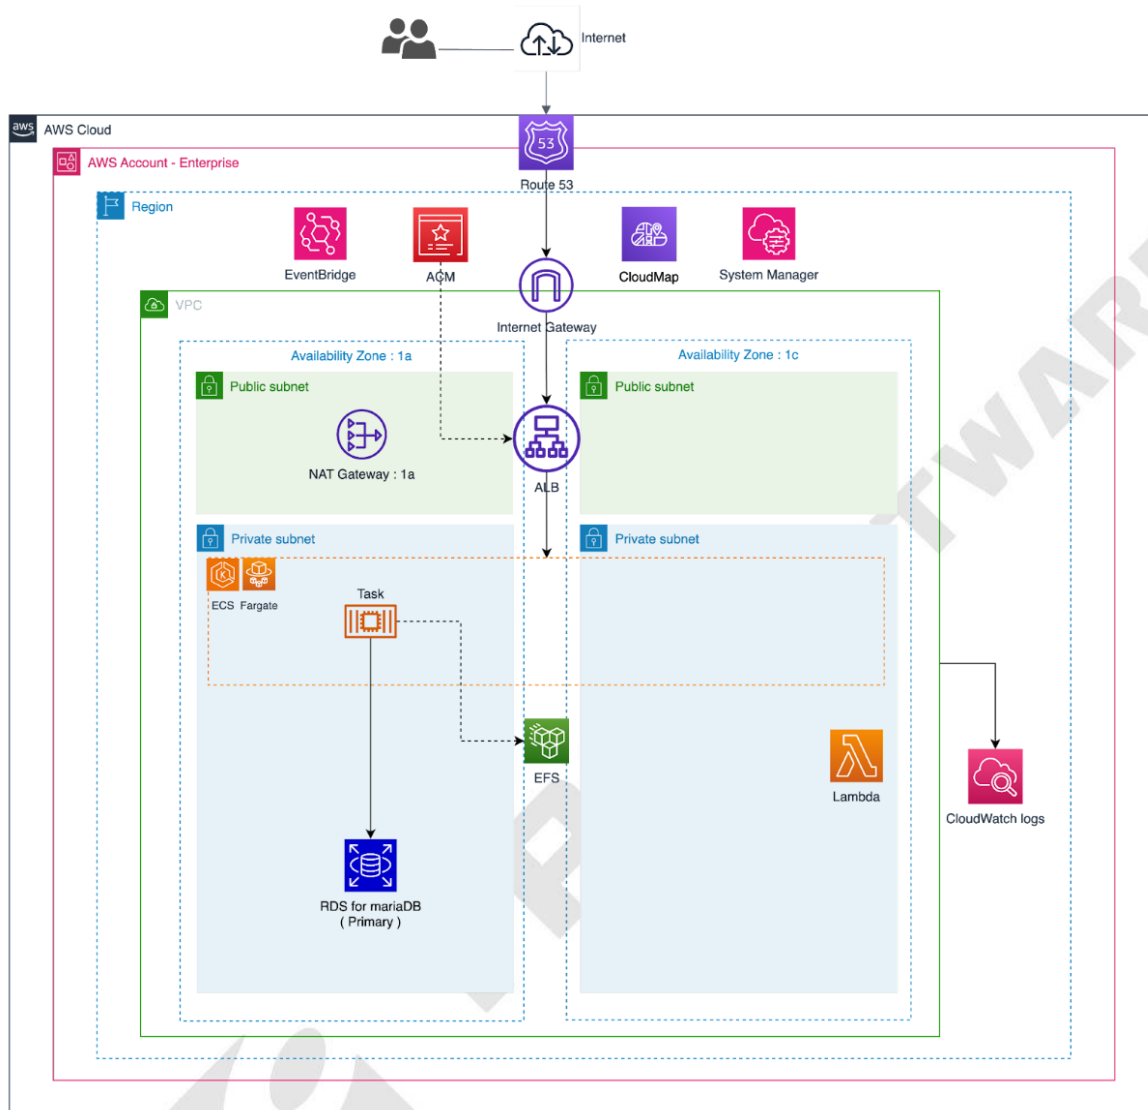 Internet
aws
AWS Cloud
AWS Account - Enterprise
53
Route 53
Region
EventBridge
ACM
CloudMap
System Manager
VPC
Internet Gateway
Availability Zone : 1a
Availability Zone : 1c
Public subnet
Public subnet
NAT Gateway : 1a
ALB
Private subnet
Private subnet
ECS Fargate
Task
EFS
Lambda
CloudWatch logs
RDS for mariaDB
( Primary )